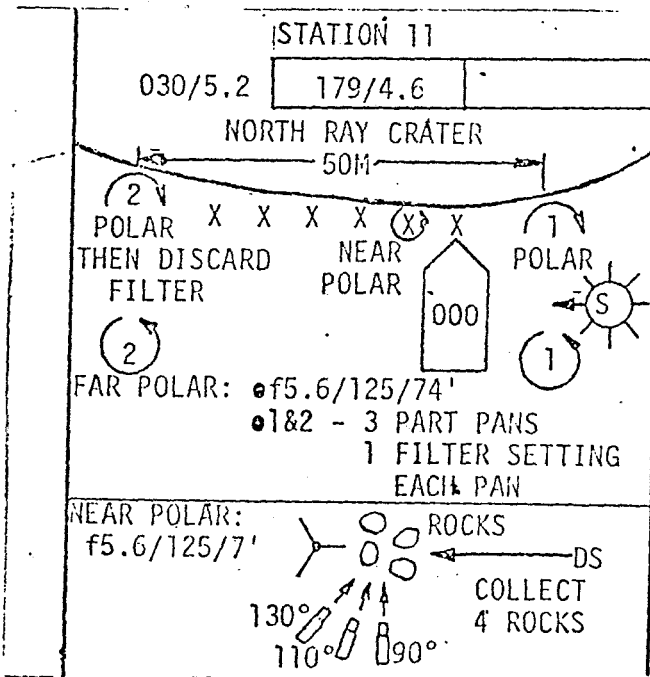 STATION 11
030/5.2 179/4.6
NORTH RAY CRATER
50M
2 1
POLAR X X X X X X POLAR
THEN DISCARD NEAR
FILTER POLAR
000 S
2 1
FAR POLAR: •f5.6/125/74'
•1&2 - 3 PART PANS
1 FILTER SETTING
EACH PAN
NEAR POLAR: ROCKS
f5.6/125/7' DS
COLLECT
4 ROCKS
130°
110° 90°